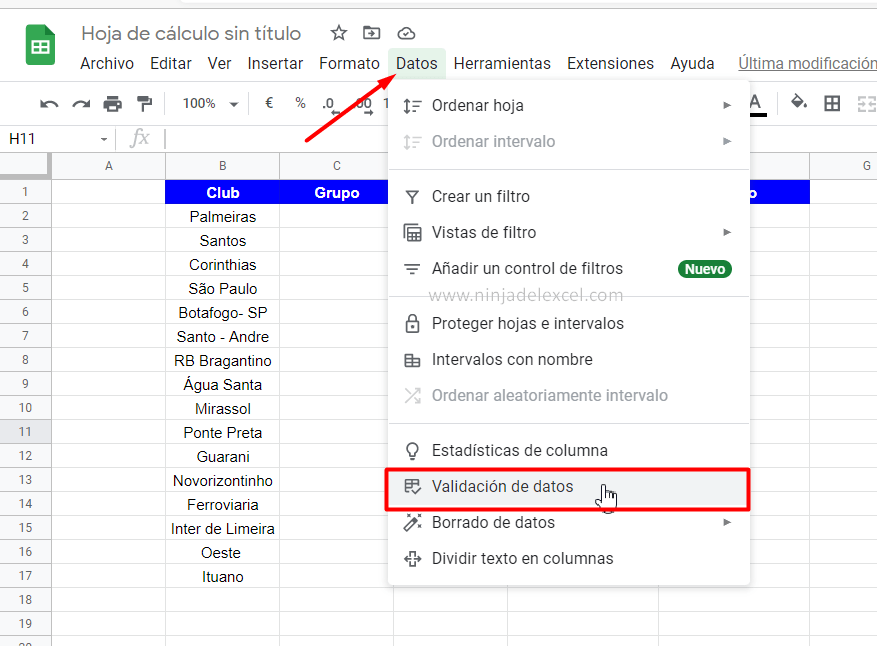 Hoja de cálculo sin título
Archivo Editar Ver Insertar Formato Datos Herramientas Extensiones Ayuda Última modificación
100% € % .0 .00 1 A
H11 fx
A B C G
1 Club Grupo o
2 Palmeiras
3 Santos
4 Corinthias
5 São Paulo
6 Botafogo- SP
7 Santo - Andre
8 RB Bragantino
9 Água Santa
10 Mirassol
11 Ponte Preta
12 Guarani
13 Novorizontinho
14 Ferroviaria
15 Inter de Limeira
16 Oeste
17 Ituano
18
19
20
Ordenar hoja
Ordenar intervalo
Crear un filtro
Vistas de filtro
Añadir un control de filtros Nuevo
www.ninjadelexcel.com
Proteger hojas e intervalos
Intervalos con nombre
Ordenar aleatoriamente intervalo
Estadísticas de columna
Validación de datos
Borrado de datos
Dividir texto en columnas